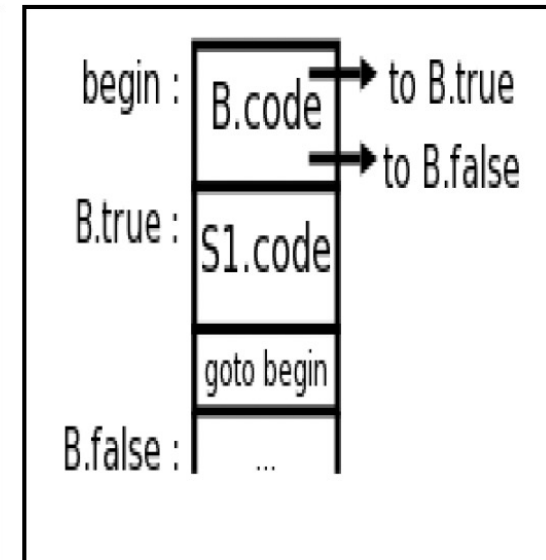 begin :
B.code
to B.true
to B.false
B.true :
S1.code
goto begin
B.false :
...